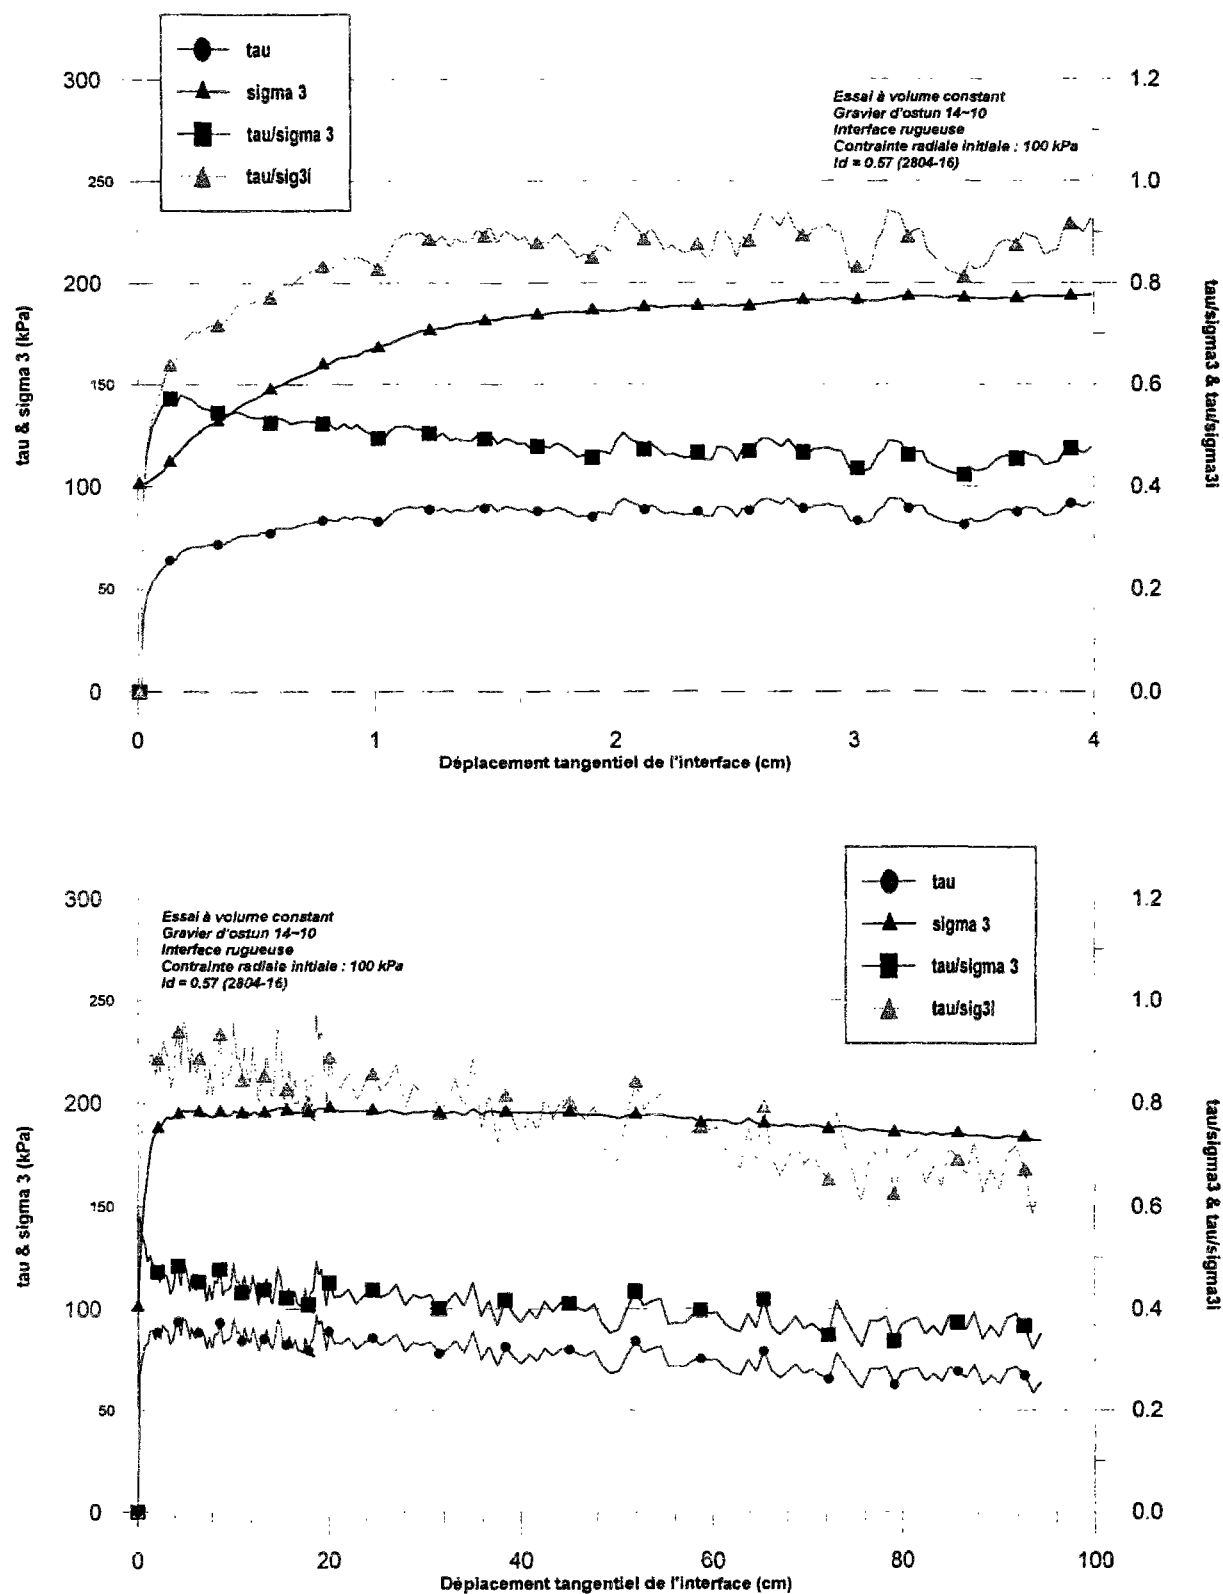 tau
sigma 3
tau/sigma 3
tau/sig3i
300
250
200
150
100
50
0
1.2
1.0
0.8
0.6
0.4
0.2
0.0
Essai à volume constant
Gravier d'ostun 14~10
Interface rugueuse
Contrainte radiale initiale : 100 kPa
Id = 0.57 (2804-16)
tau & sigma 3 (kPa)
tau/sigma3 & tau/sigma3i
0 1 2 3 4
Déplacement tangentiel de l'interface (cm)
tau
sigma 3
tau/sigma 3
tau/sig3i
300
250
200
150
100
50
0
1.2
1.0
0.8
0.6
0.4
0.2
0.0
Essai à volume constant
Gravier d'ostun 14~10
Interface rugueuse
Contrainte radiale initiale : 100 kPa
Id = 0.57 (2804-16)
tau & sigma 3 (kPa)
tau/sigma3 & tau/sigma3i
0 20 40 60 80 100
Déplacement tangentiel de l'interface (cm)